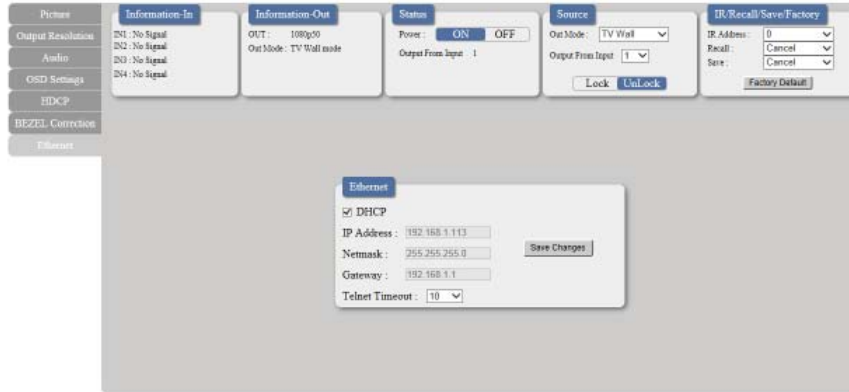 Picture
Output Resolution
Audio
OSD Settings
HDCP
BEZEL Correction
Ethernet
Information-In
IN1 : No Signal
IN2 : No Signal
IN3 : No Signal
IN4 : No Signal
Information-Out
OUT : 1080p50
Out Mode : TV Wall mode
Status
Power : ON OFF
Output From Input 1
Source
Out Mode : TV Wall
Output From Input 1
Lock UnLock
IR/Recall/Save/Factory
IR Address : 0
Recall : Cancel
Save : Cancel
Factory Default
Ethernet
DHCP
IP Address : 192.168.1.113
Netmask : 255.255.255.0
Gateway : 192.168.1.1
Telnet Timeout : 10
Save Changes